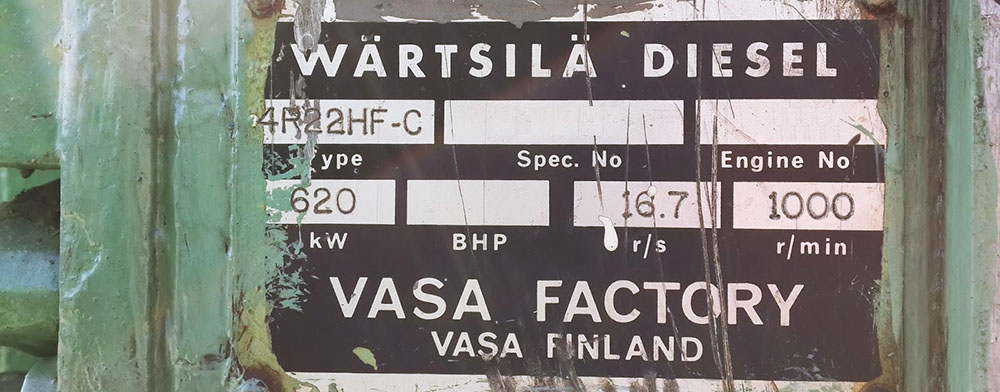 WÄRTSILÄ DIESEL
4R22HF-C
Type Spec. No Engine No
620 16.7 1000
kW BHP r/s r/min
VASA FACTORY
VASA FINLAND